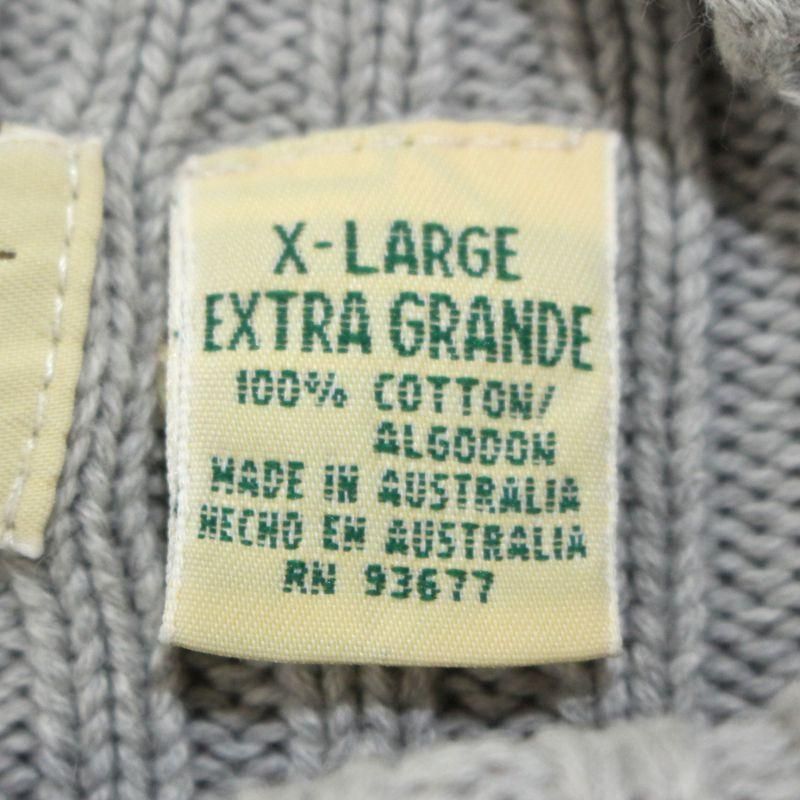 X-LARGE
EXTRA GRANDE
100% COTTON/
ALGODON
MADE IN AUSTRALIA
HECHO EN AUSTRALIA
RN 93677